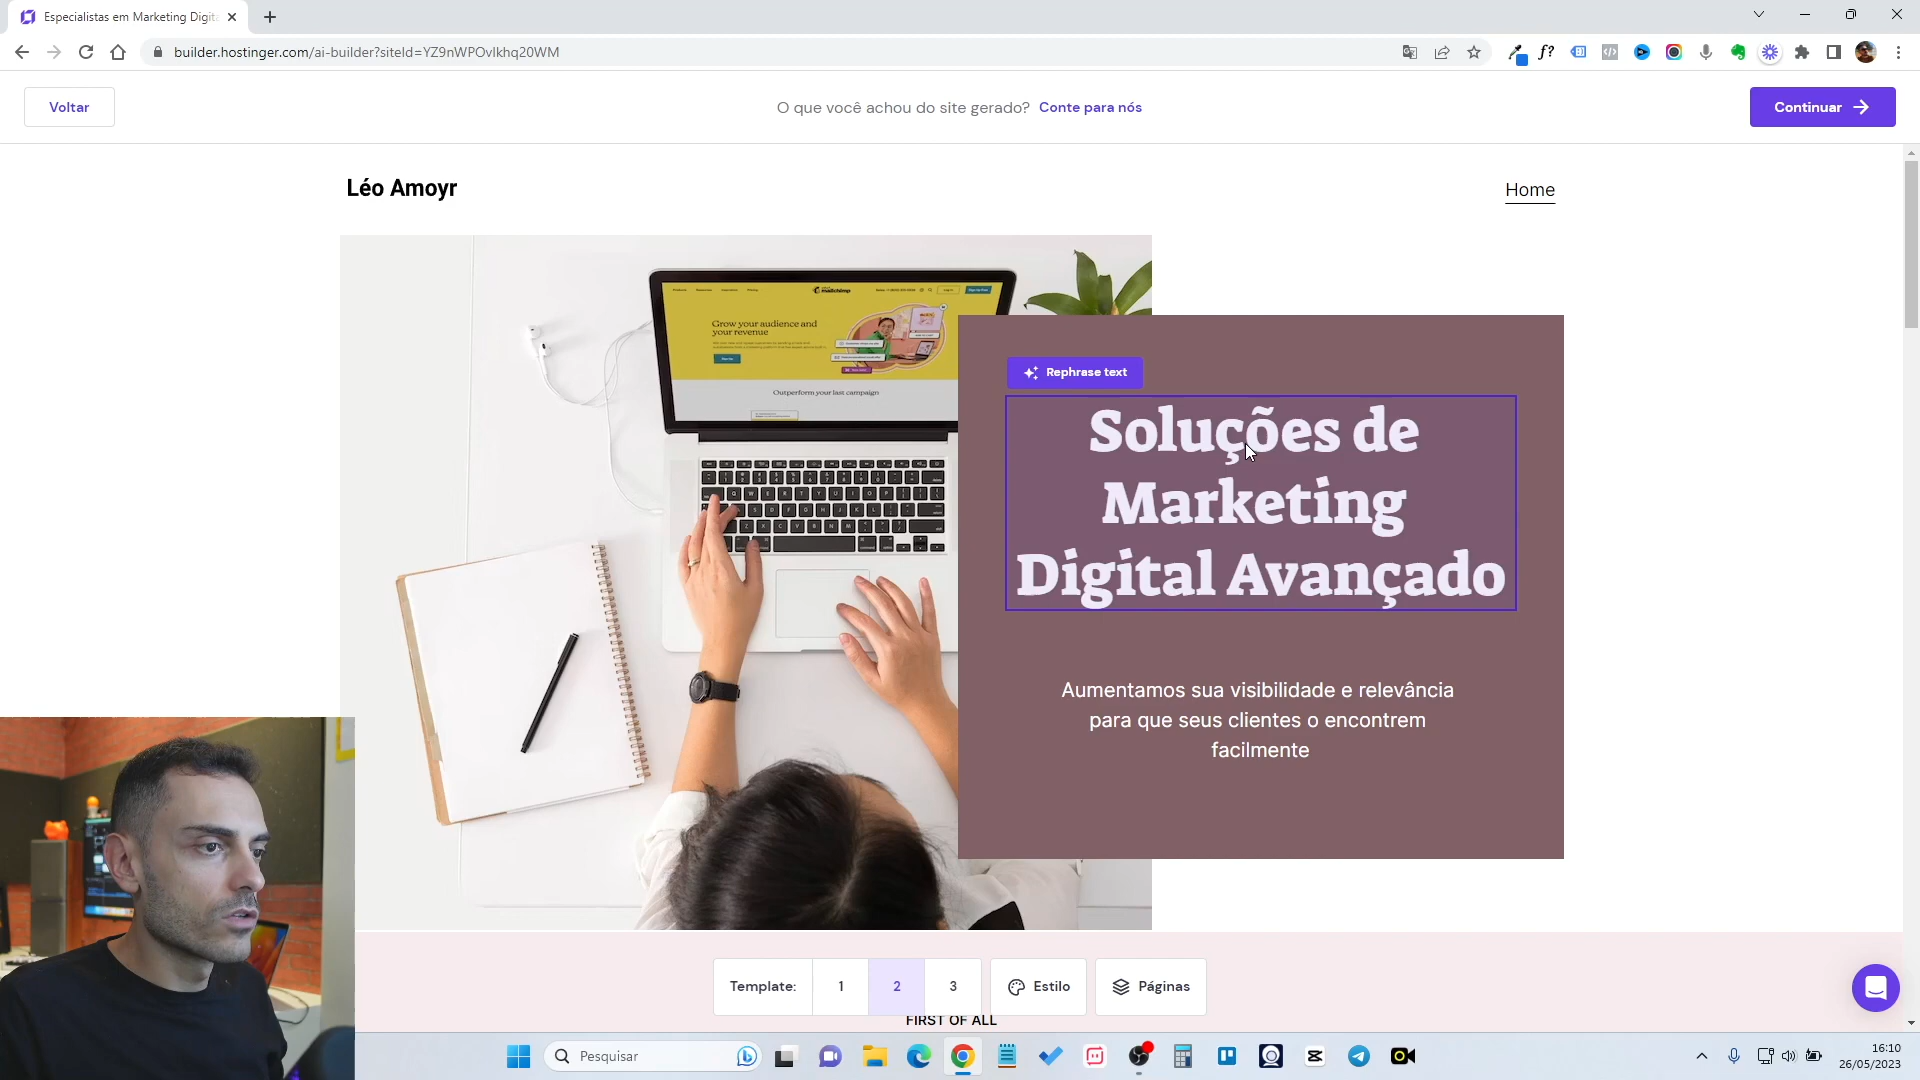 Especialistas em Marketing Digita
builder.hostinger.com/ai-builder?siteId=YZ9nWPOvlkhq20WM
Voltar
O que você achou do site gerado? Conte para nós
Continuar
Léo Amoyr
Home
mailchimp
Grow your audience and
your revenue
Outperform your last campaign
Rephrase text
Soluções de
Marketing
Digital Avançado
Aumentamos sua visibilidade e relevância
para que seus clientes o encontrem
facilmente
Template: 1 2 3 Estilo Páginas
FIRST OF ALL
Pesquisar
16:10
26/05/2023